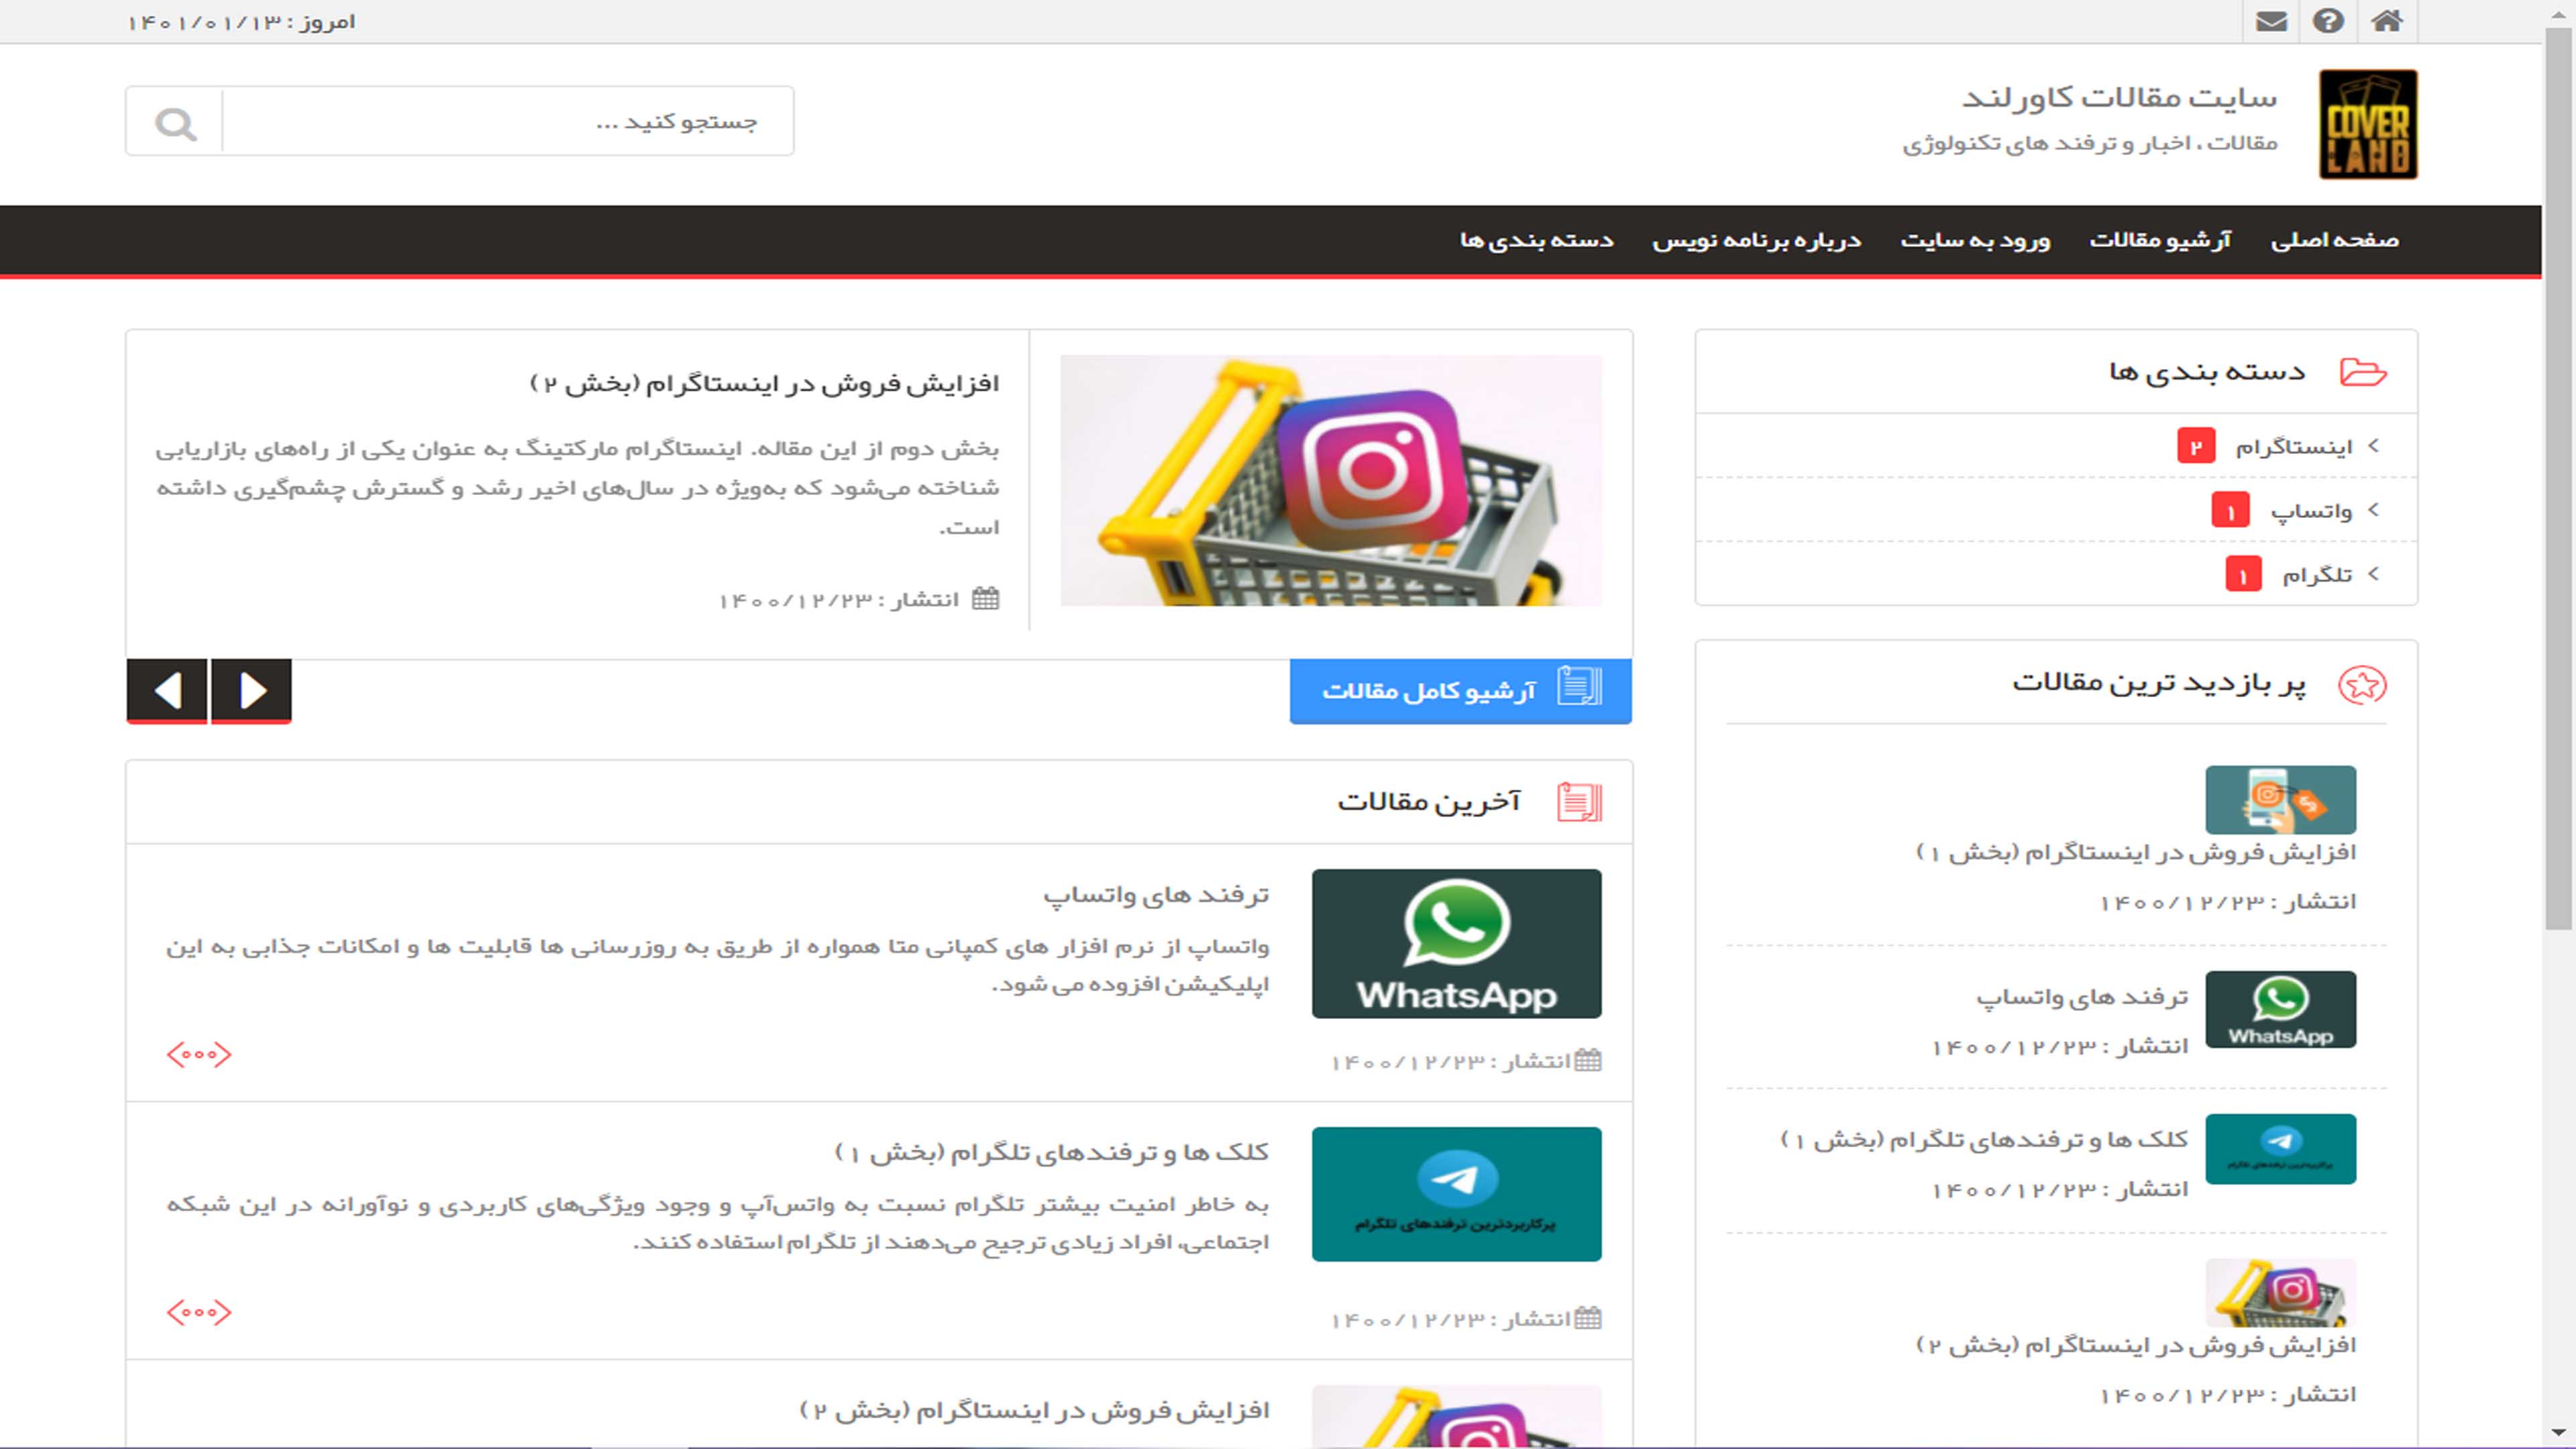 امروز : ۱۴۰۱/۰۱/۱۳
COVER
LAND
سایت مقالات کاورلند
مقالات ، اخبار و ترفند های تکنولوژی
جستجو کنید ...
صفحه اصلی
آرشیو مقالات
ورود به سایت
درباره برنامه نویس
دسته بندی ها
دسته بندی ها
اینستاگرام ۲
واتساپ ۱
تلگرام ۱
پر بازدید ترین مقالات
افزایش فروش در اینستاگرام (بخش ۱)
انتشار : ۱۴۰۰/۱۲/۲۳
WhatsApp
ترفند های واتساپ
انتشار : ۱۴۰۰/۱۲/۲۳
پرکاربردترین ترفندهای تلگرام
کلک ها و ترفندهای تلگرام (بخش ۱)
انتشار : ۱۴۰۰/۱۲/۲۳
افزایش فروش در اینستاگرام (بخش ۲)
انتشار : ۱۴۰۰/۱۲/۲۳
افزایش فروش در اینستاگرام (بخش ۲)
بخش دوم از این مقاله. اینستاگرام مارکتینگ به عنوان یکی از راه‌های بازاریابی
شناخته می‌شود که به‌ویژه در سال‌های اخیر رشد و گسترش چشم‌گیری داشته
است.
انتشار : ۱۴۰۰/۱۲/۲۳
آرشیو کامل مقالات
آخرین مقالات
WhatsApp
ترفند های واتساپ
واتساپ از نرم افزار های کمپانی متا همواره از طریق به روزرسانی ها قابلیت ها و امکانات جذابی به این
اپلیکیشن افزوده می شود.
انتشار : ۱۴۰۰/۱۲/۲۳
پرکاربردترین ترفندهای تلگرام
کلک ها و ترفندهای تلگرام (بخش ۱)
به خاطر امنیت بیشتر تلگرام نسبت به واتس‌آپ و وجود ویژگی‌های کاربردی و نوآورانه در این شبکه
اجتماعی، افراد زیادی ترجیح می‌دهند از تلگرام استفاده کنند.
انتشار : ۱۴۰۰/۱۲/۲۳
افزایش فروش در اینستاگرام (بخش ۲)